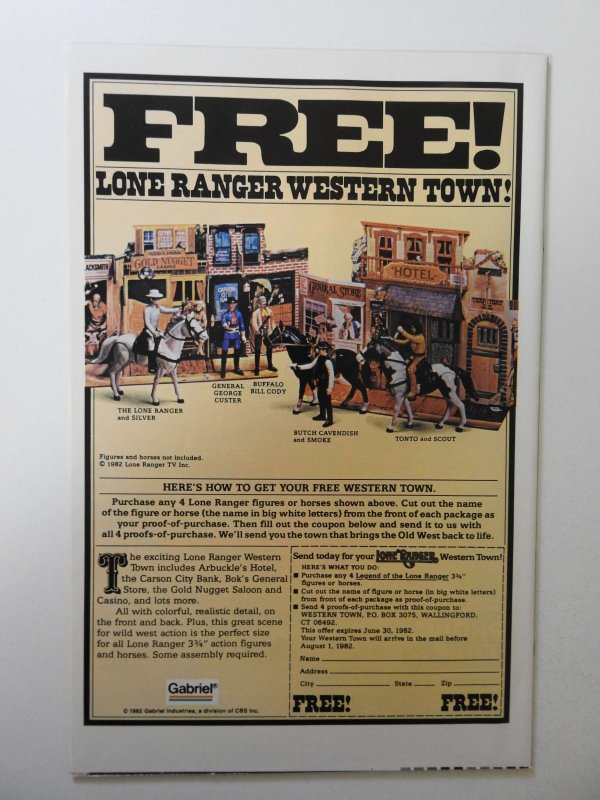 FREE!
LONE RANGER WESTERN TOWN!
GOLD NUGGET
CARSON
HOTEL
GENERAL STORE
THE LONE RANGER
and SILVER
GENERAL
GEORGE
CUSTER
BUFFALO
BILL CODY
BUTCH CAVENDISH
and SMOKE
TONTO and SCOUT
Figures and horses not included.
© 1982 Lone Ranger TV Inc.
HERE'S HOW TO GET YOUR FREE WESTERN TOWN.
Purchase any 4 Lone Ranger figures or horses shown above. Cut out the name
of the figure or horse (the name in big white letters) from the front of each package as
your proof-of-purchase. Then fill out the coupon below and send it to us with
all 4 proofs-of-purchase. We'll send you the town that brings the Old West back to life.
The exciting Lone Ranger Western
Town includes Arbuckle's Hotel,
the Carson City Bank, Bok's General
Store, the Gold Nugget Saloon and
Casino, and lots more.
All with colorful, realistic detail, on
the front and back. Plus, this great scene
for wild west action is the perfect size
for all Lone Ranger 3¾" action figures
and horses. Some assembly required.
Gabriel®
© 1982 Gabriel Industries, a division of CBS Inc.
Send today for your LONE RANGER Western Town!
HERE'S WHAT YOU DO:
■ Purchase any 4 Legend of the Lone Ranger 3¾"
figures or horses.
■ Cut out name of figure or horse (in big white letters)
from front of each package as proof-of-purchase.
■ Send 4 proofs-of-purchase with this coupon to:
WESTERN TOWN, P.O. BOX 3075, WALLINGFORD,
CT 06492.
This offer expires June 30, 1982.
Your Western Town will arrive in the mail before
August 1, 1982.
Name
Address
City State Zip
FREE! FREE!